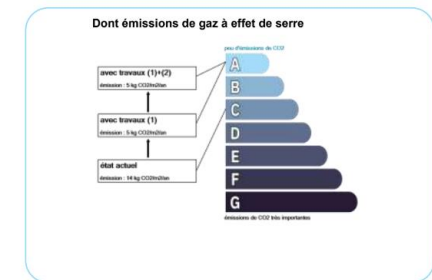 Dont émissions de gaz à effet de serre
peu d'émissions de CO2
A
avec travaux (1)+(2)
émission : 5 kg CO2/m2/an
B
C
avec travaux (1)
émission : 5 kg CO2/m2/an
D
E
état actuel
émission : 14 kg CO2/m2/an
F
G
émissions de CO2 très importantes